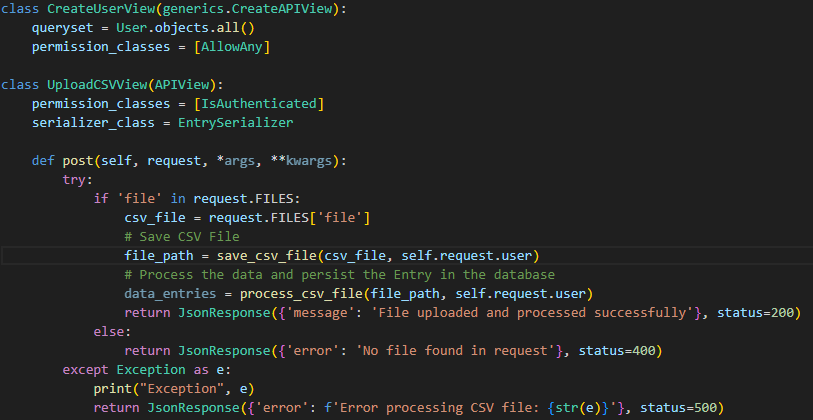 class CreateUserView(generics.CreateAPIView):
    queryset = User.objects.all()
    permission_classes = [AllowAny]

class UploadCSVView(APIView):
    permission_classes = [IsAuthenticated]
    serializer_class = EntrySerializer

    def post(self, request, *args, **kwargs):
        try:
            if 'file' in request.FILES:
                csv_file = request.FILES['file']
                # Save CSV File
                file_path = save_csv_file(csv_file, self.request.user)
                # Process the data and persist the Entry in the database
                data_entries = process_csv_file(file_path, self.request.user)
                return JsonResponse({'message': 'File uploaded and processed successfully'}, status=200)
            else:
                return JsonResponse({'error': 'No file found in request'}, status=400)
        except Exception as e:
            print("Exception", e)
            return JsonResponse({'error': f'Error processing CSV file: {str(e)}'}, status=500)